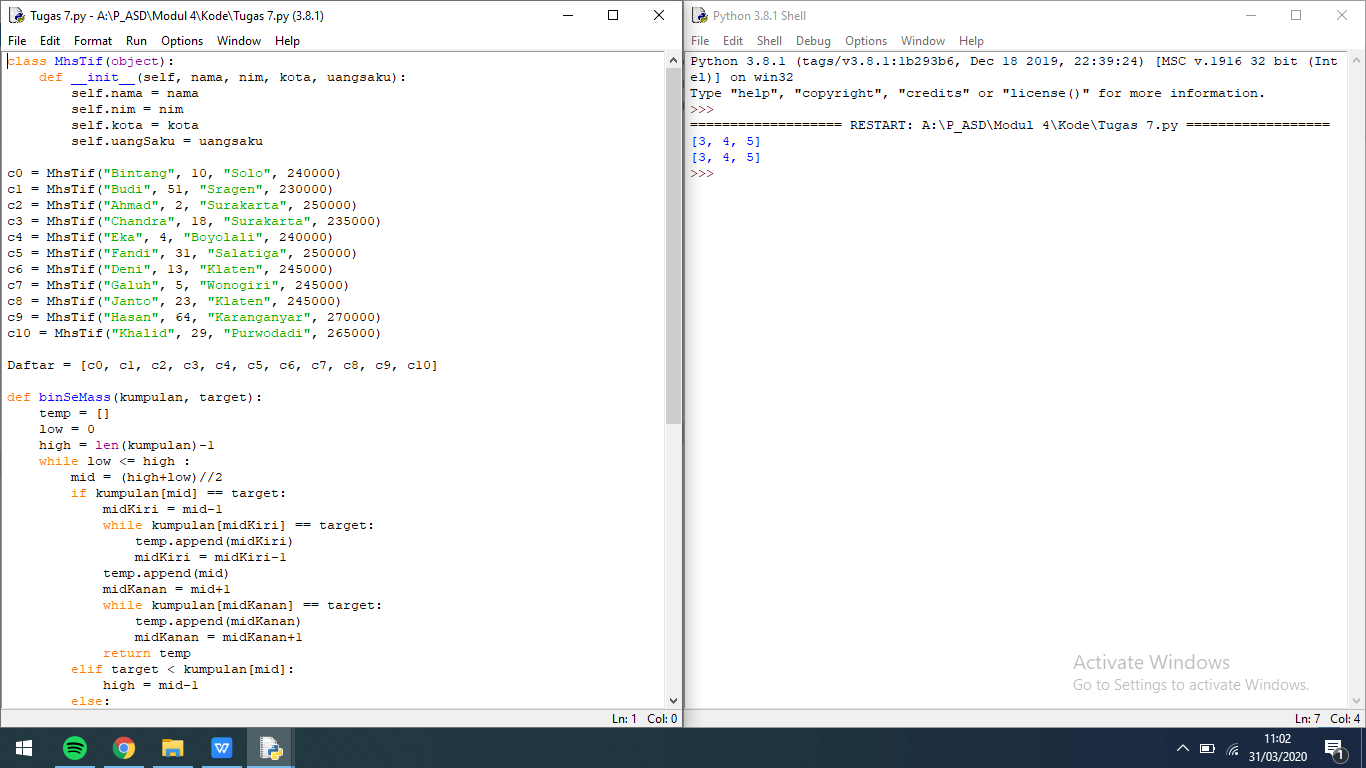 Tugas 7.py - A:\P_ASD\Modul 4\Kode\Tugas 7.py (3.8.1)
File Edit Format Run Options Window Help
class MhsTif(object):
    def __init__(self, nama, nim, kota, uangsaku):
        self.nama = nama
        self.nim = nim
        self.kota = kota
        self.uangSaku = uangsaku
c0 = MhsTif("Bintang", 10, "Solo", 240000)
c1 = MhsTif("Budi", 51, "Sragen", 230000)
c2 = MhsTif("Ahmad", 2, "Surakarta", 250000)
c3 = MhsTif("Chandra", 18, "Surakarta", 235000)
c4 = MhsTif("Eka", 4, "Boyolali", 240000)
c5 = MhsTif("Fandi", 31, "Salatiga", 250000)
c6 = MhsTif("Deni", 13, "Klaten", 245000)
c7 = MhsTif("Galuh", 5, "Wonogiri", 245000)
c8 = MhsTif("Janto", 23, "Klaten", 245000)
c9 = MhsTif("Hasan", 64, "Karanganyar", 270000)
c10 = MhsTif("Khalid", 29, "Purwodadi", 265000)
Daftar = [c0, c1, c2, c3, c4, c5, c6, c7, c8, c9, c10]
def binSeMass(kumpulan, target):
    temp = []
    low = 0
    high = len(kumpulan)-1
    while low <= high :
        mid = (high+low)//2
        if kumpulan[mid] == target:
            midKiri = mid-1
            while kumpulan[midKiri] == target:
                temp.append(midKiri)
                midKiri = midKiri-1
            temp.append(mid)
            midKanan = mid+1
            while kumpulan[midKanan] == target:
                temp.append(midKanan)
                midKanan = midKanan+1
            return temp
        elif target < kumpulan[mid]:
            high = mid-1
        else:
Ln: 1 Col: 0
Python 3.8.1 Shell
File Edit Shell Debug Options Window Help
Python 3.8.1 (tags/v3.8.1:1b293b6, Dec 18 2019, 22:39:24) [MSC v.1916 32 bit (Int
el)] on win32
Type "help", "copyright", "credits" or "license()" for more information.
>>>
=================== RESTART: A:\P_ASD\Modul 4\Kode\Tugas 7.py ==================
[3, 4, 5]
[3, 4, 5]
>>>
Activate Windows
Go to Settings to activate Windows.
Ln: 7 Col: 4
W
11:02
31/03/2020
1